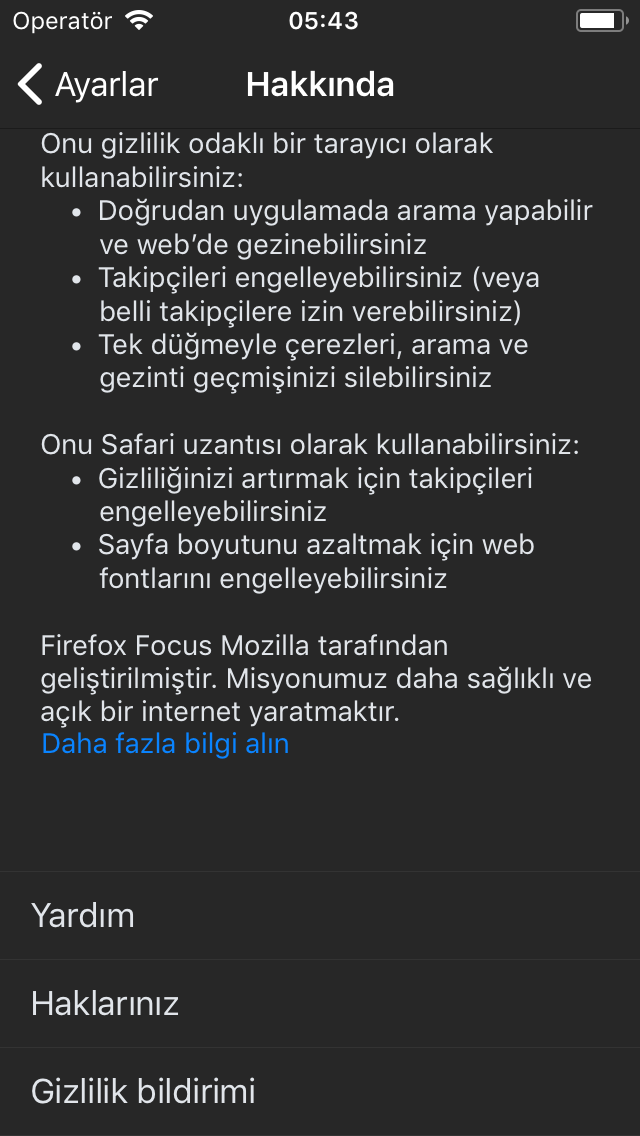 Operatör 05:43
Ayarlar Hakkında
Onu gizlilik odaklı bir tarayıcı olarak
kullanabilirsiniz:
• Doğrudan uygulamada arama yapabilir
ve web’de gezinebilirsiniz
• Takipçileri engelleyebilirsiniz (veya
belli takipçilere izin verebilirsiniz)
• Tek düğmeyle çerezleri, arama ve
gezinti geçmişinizi silebilirsiniz
Onu Safari uzantısı olarak kullanabilirsiniz:
• Gizliliğinizi artırmak için takipçileri
engelleyebilirsiniz
• Sayfa boyutunu azaltmak için web
fontlarını engelleyebilirsiniz
Firefox Focus Mozilla tarafından
geliştirilmiştir. Misyonumuz daha sağlıklı ve
açık bir internet yaratmaktır.
Daha fazla bilgi alın
Yardım
Haklarınız
Gizlilik bildirimi